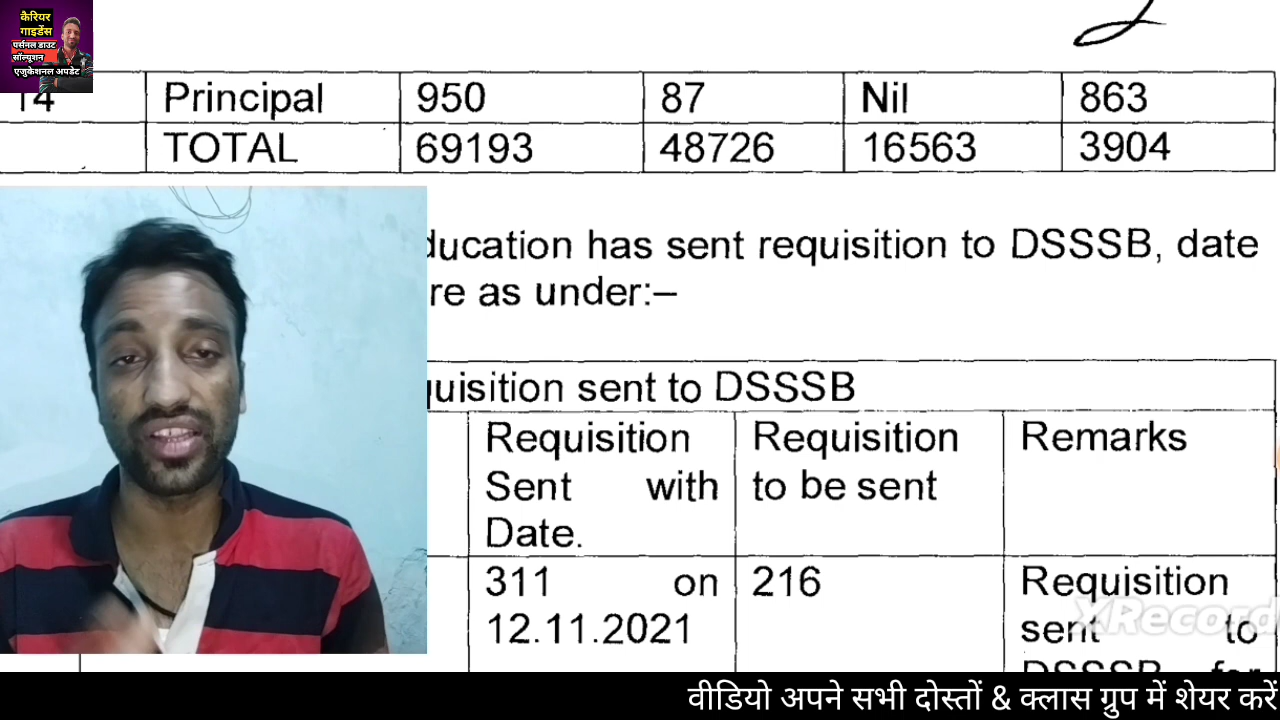 कैरियर
गाइडेंस
पर्सनल डाउट
सॉल्यूशन
एजुकेशनल अपडेट
14 Principal 950 87 Nil 863
TOTAL 69193 48726 16563 3904
ducation has sent requisition to DSSSB, date
re as under:–
quisition sent to DSSSB
Requisition Sent with Date. Requisition to be sent Remarks
311 on 12.11.2021 216 Requisition sent to DSSSB for
XRecord
वीडियो अपने सभी दोस्तों & क्लास ग्रुप में शेयर करें